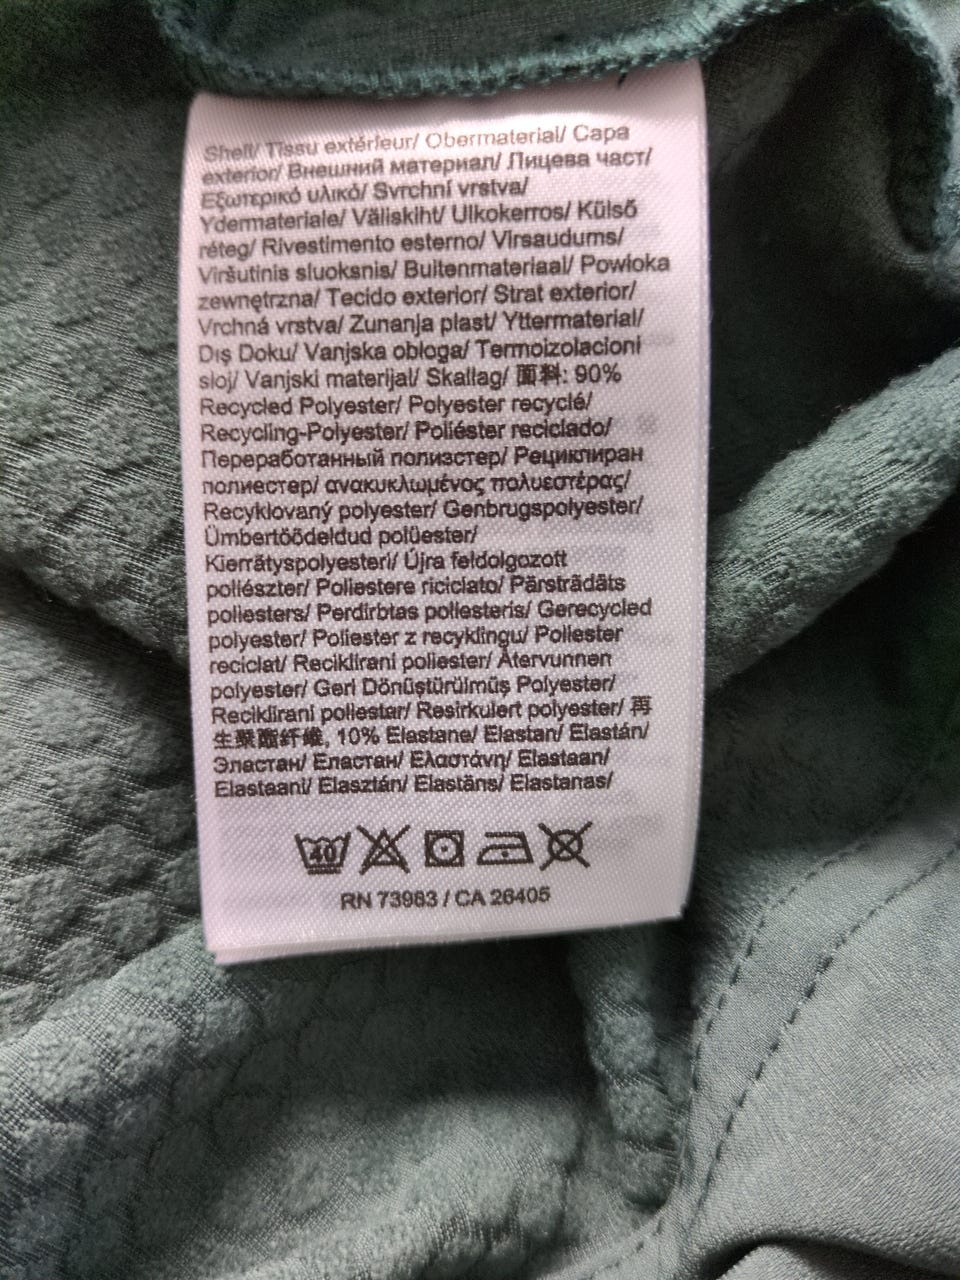 Shell/ Tissu extérieur/ Obermaterial/ Capa
exterior/ Внешний материал/ Лицева част/
Εξωτερικό υλικό/ Svrchní vrstva/
Ydermateriale/ Väliskiht/ Ulkokerros/ Külső
réteg/ Rivestimento esterno/ Virsaudums/
Viršutinis sluoksnis/ Buitenmateriaal/ Powłoka
zewnętrzna/ Tecido exterior/ Strat exterior/
Vrchná vrstva/ Zunanja plast/ Yttermaterial/
Dış Doku/ Vanjska obloga/ Termoizolacioni
sloj/ Vanjski materijal/ Skallag/ 面料: 90%
Recycled Polyester/ Polyester recyclé/
Recycling-Polyester/ Poliéster reciclado/
Переработанный полиэстер/ Рециклиран
полиестер/ ανακυκλωμένος πολυεστέρας/
Recyklovaný polyester/ Genbrugspolyester/
Ümbertöödeldud polüester/
Kierrätyspolyesteri/ Újra feldolgozott
poliészter/ Poliestere riciclato/ Pārstrādāts
poliesters/ Perdirbtas poliesteris/ Gerecycled
polyester/ Poliester z recyklingu/ Poliester
reciclat/ Reciklirani poliester/ Återvunnen
polyester/ Geri Dönüştürülmüş Polyester/
Reciklirani poliestar/ Resirkulert polyester/ 再
生聚酯纤维, 10% Elastane/ Elastan/ Elastán/
Эластан/ Еластан/ Ελαστάνη/ Elastaan/
Elastaani/ Elasztán/ Elastāns/ Elastanas/
40
RN 73983 / CA 26405